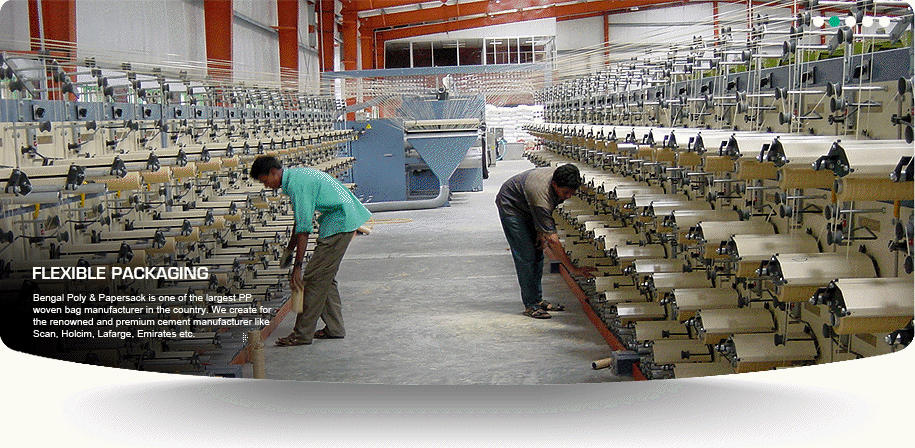 FLEXIBLE PACKAGING
Bengal Poly & Papersack is one of the largest PP
woven bag manufacturer in the country. We create for
the renowned and premium cement manufacturer like
Scan, Holcim, Lafarge, Emirates etc.